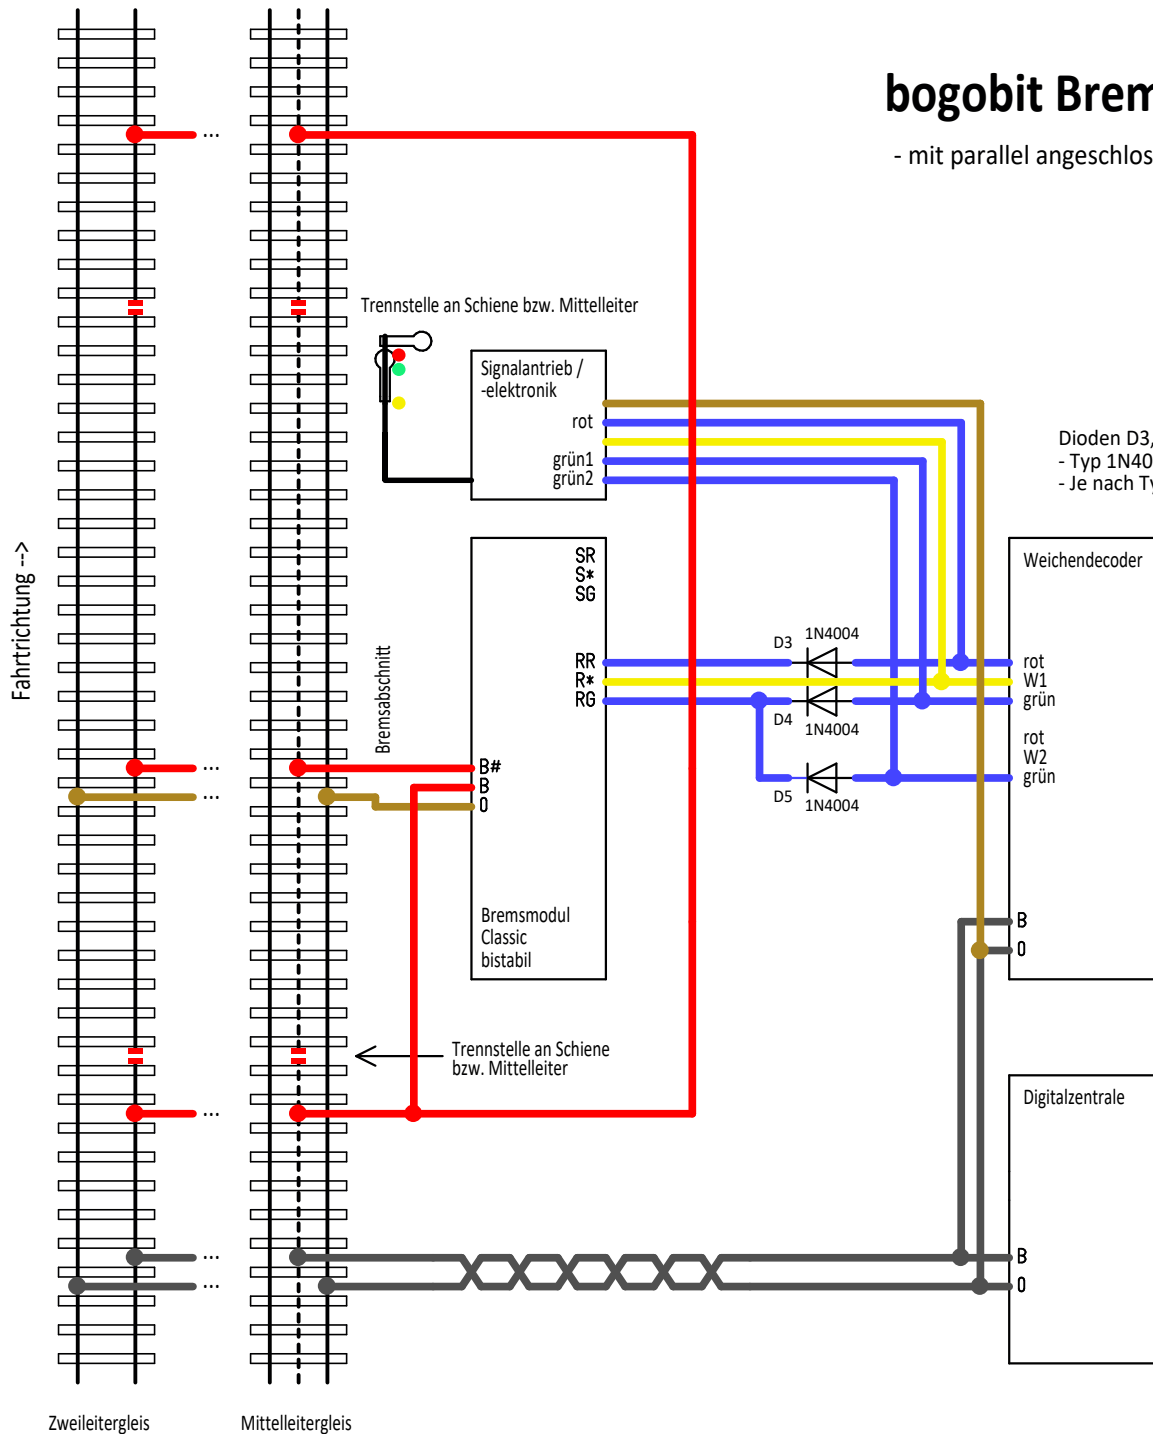 bogobit Brem
- mit parallel angeschlos
...
Trennstelle an Schiene bzw. Mittelleiter
Signalantrieb /
-elektronik
rot
grün1
grün2
Dioden D3,
- Typ 1N40
- Je nach Ty
Fahrtrichtung -->
Bremsabschnitt
SR
S*
SG
RR
R*
RG
B#
B
0
Bremsmodul
Classic
bistabil
D3
1N4004
D4
1N4004
D5
1N4004
Weichendecoder
rot
W1
grün
rot
W2
grün
B
0
...
...
Trennstelle an Schiene
bzw. Mittelleiter
...
Digitalzentrale
B
0
...
...
Zweileitergleis
Mittelleitergleis